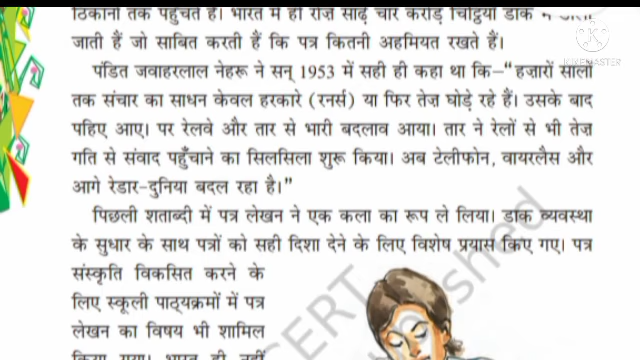 ठिकानों तक पहुंचते हैं। भारत में ही रोज़ साढ़े चार करोड़ चिट्ठियाँ डाक में डाली
जाती हैं जो साबित करती हैं कि पत्र कितनी अहमियत रखते हैं।
पंडित जवाहरलाल नेहरू ने सन् 1953 में सही ही कहा था कि–“हज़ारों सालों
तक संचार का साधन केवल हरकारे (रनर्स) या फिर तेज़ घोड़े रहे हैं। उसके बाद
पहिए आए। पर रेलवे और तार से भारी बदलाव आया। तार ने रेलों से भी तेज़
गति से संवाद पहुँचाने का सिलसिला शुरू किया। अब टेलीफोन, वायरलैस और
आगे रेडार–दुनिया बदल रहा है।”
पिछली शताब्दी में पत्र लेखन ने एक कला का रूप ले लिया। डाक व्यवस्था
के सुधार के साथ पत्रों को सही दिशा देने के लिए विशेष प्रयास किए गए। पत्र
संस्कृति विकसित करने के
लिए स्कूली पाठ्यक्रमों में पत्र
लेखन का विषय भी शामिल
किया गया। भारत ही नहीं
KINEMASTER